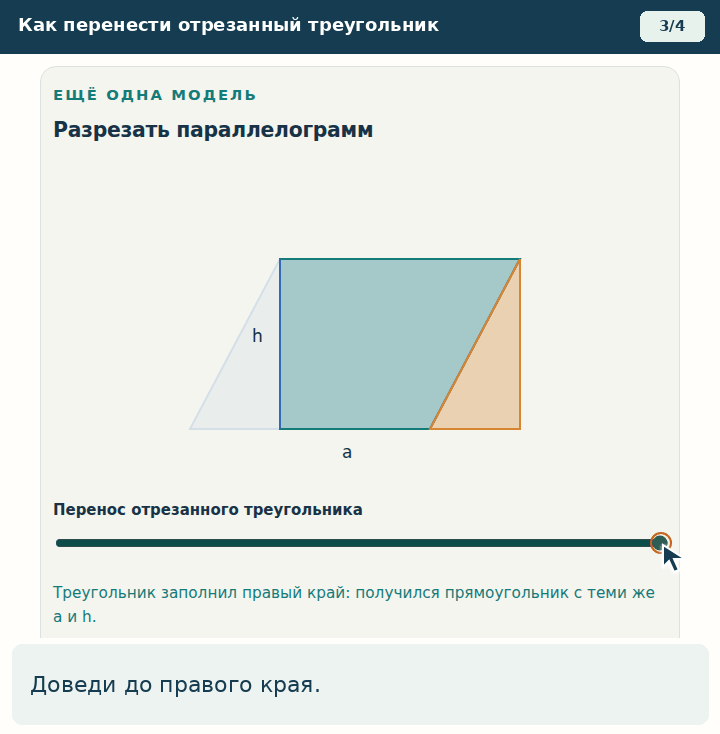 Как перенести отрезанный треугольник
3/4
ЕЩЁ ОДНА МОДЕЛЬ
Разрезать параллелограмм
h
a
Перенос отрезанного треугольника
Треугольник заполнил правый край: получился прямоугольник с теми же
a и h.
Доведи до правого края.